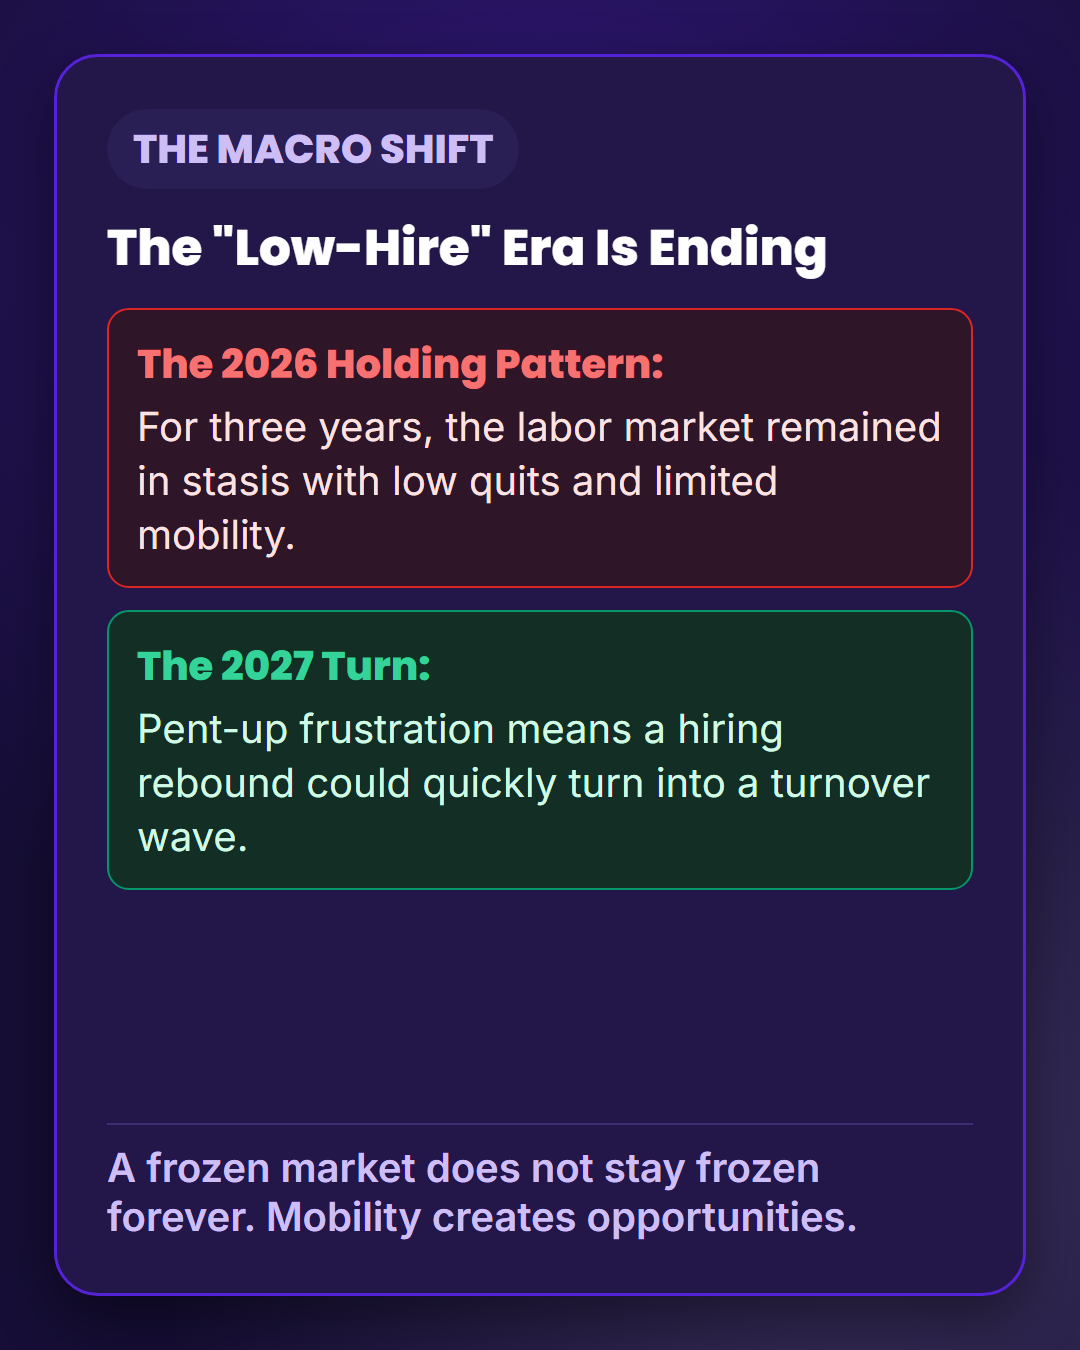 THE MACRO SHIFT
The "Low-Hire" Era Is Ending
The 2026 Holding Pattern:
For three years, the labor market remained
in stasis with low quits and limited
mobility.
The 2027 Turn:
Pent-up frustration means a hiring
rebound could quickly turn into a turnover
wave.
A frozen market does not stay frozen
forever. Mobility creates opportunities.